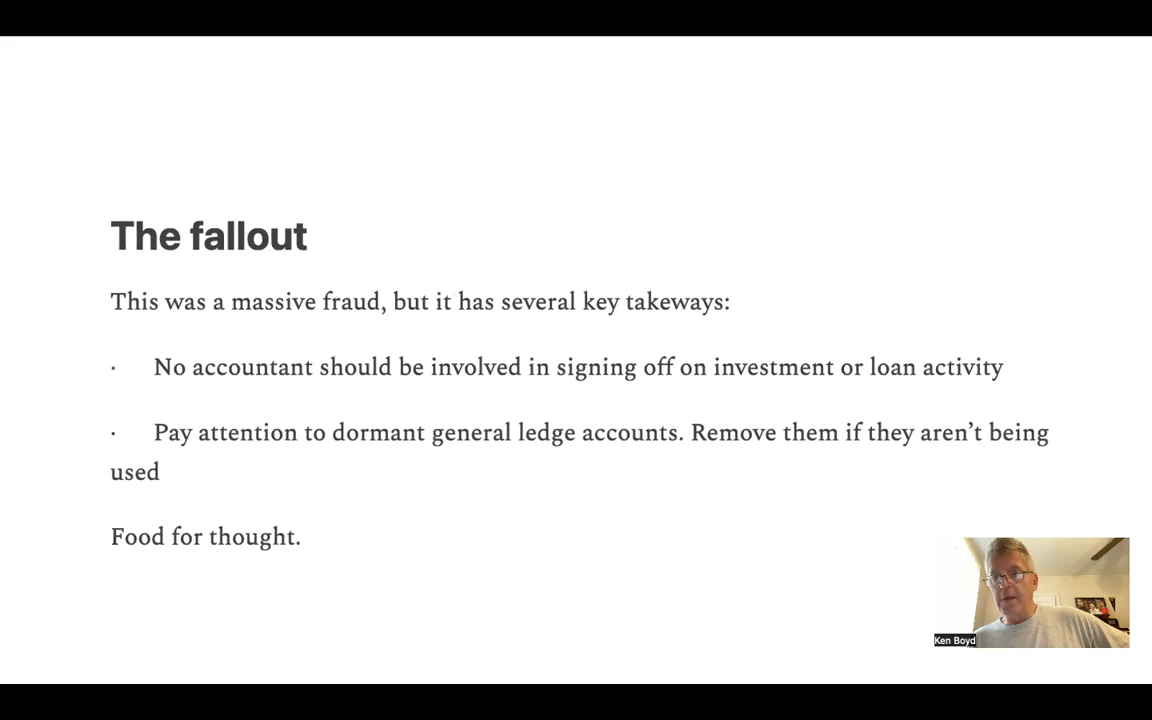 The fallout
This was a massive fraud, but it has several key takeways:
· No accountant should be involved in signing off on investment or loan activity
· Pay attention to dormant general ledge accounts. Remove them if they aren’t being
used
Food for thought.
Ken Boyd